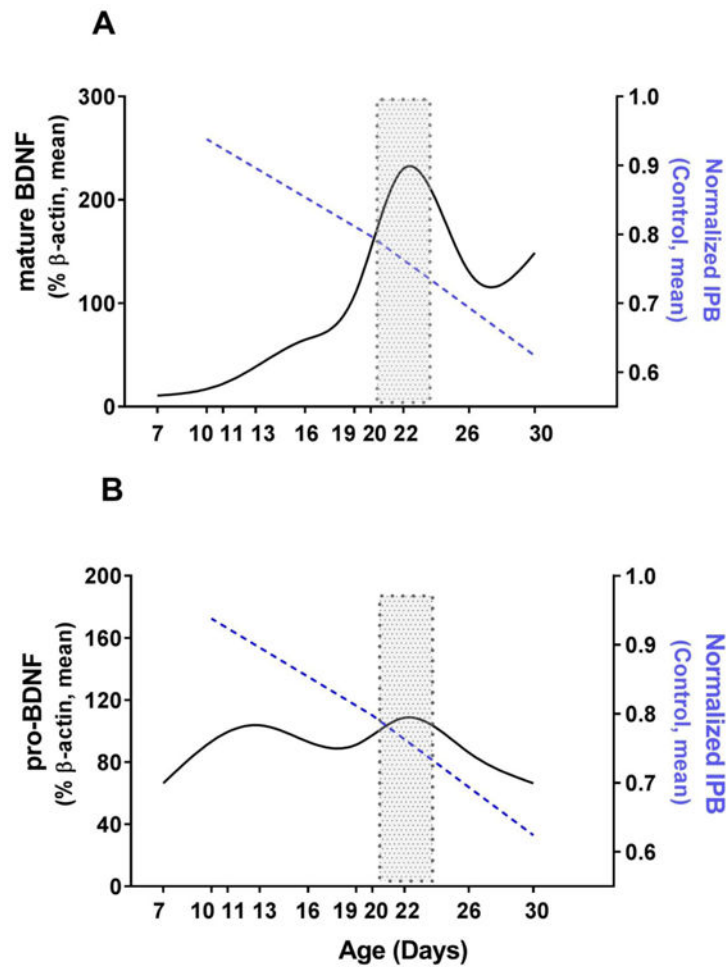 A
mature BDNF
(% β-actin, mean)
300
200
100
0
1.0
0.9
0.8
0.7
0.6
Normalized IPB
(Control, mean)
7 10 11 13 16 19 20 22 26 30
B
pro-BDNF
(% β-actin, mean)
200
160
120
80
40
0
1.0
0.9
0.8
0.7
0.6
Normalized IPB
(Control, mean)
7 10 11 13 16 19 20 22 26 30
Age (Days)